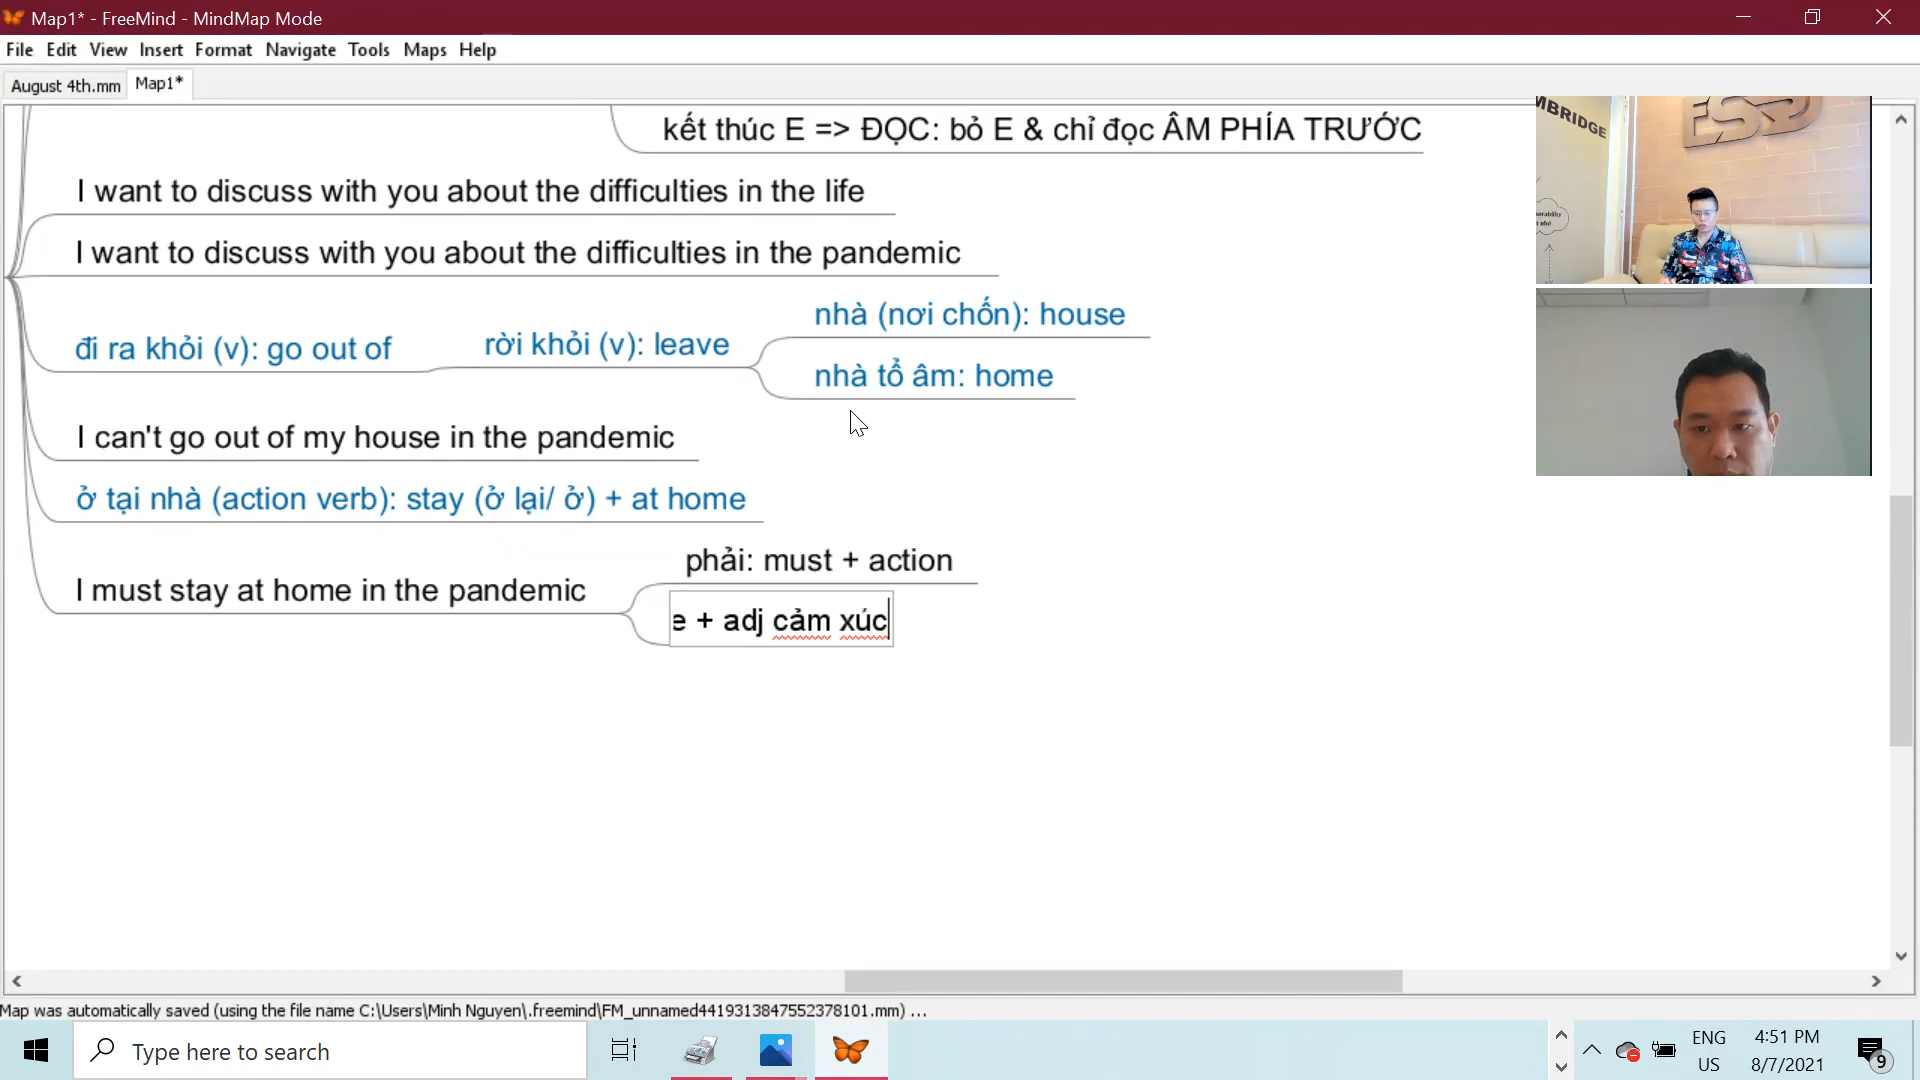 Map1* - FreeMind - MindMap Mode
File Edit View Insert Format Navigate Tools Maps Help
August 4th.mm Map1*
kết thúc E => ĐỌC: bỏ E & chỉ đọc ÂM PHÍA TRƯỚC
I want to discuss with you about the difficulties in the life
I want to discuss with you about the difficulties in the pandemic
đi ra khỏi (v): go out of
rời khỏi (v): leave
nhà (nơi chốn): house
nhà tổ âm: home
I can't go out of my house in the pandemic
ở tại nhà (action verb): stay (ở lại/ ở) + at home
I must stay at home in the pandemic
phải: must + action
e + adj cảm xúc
MBRIDGE
ESD
Map was automatically saved (using the file name C:\Users\Minh Nguyen\.freemind\FM_unnamed4419313847552378101.mm) ...
Type here to search
ENG
US
4:51 PM
8/7/2021
9